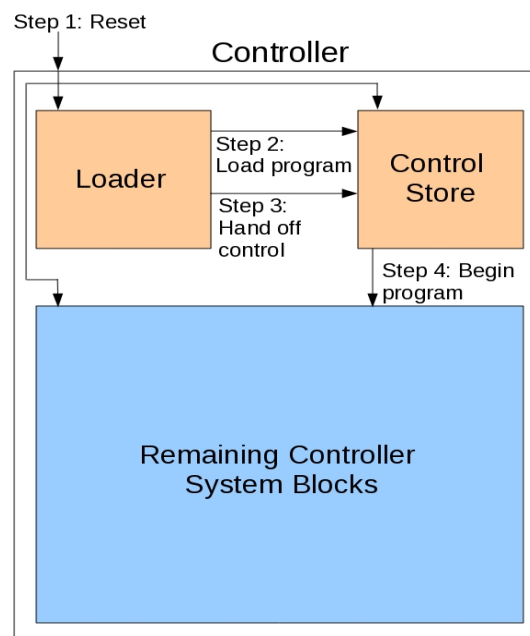 Step 1: Reset
Controller
Loader
Step 2:
Load program
Step 3:
Hand off
control
Control
Store
Step 4: Begin
program
Remaining Controller
System Blocks